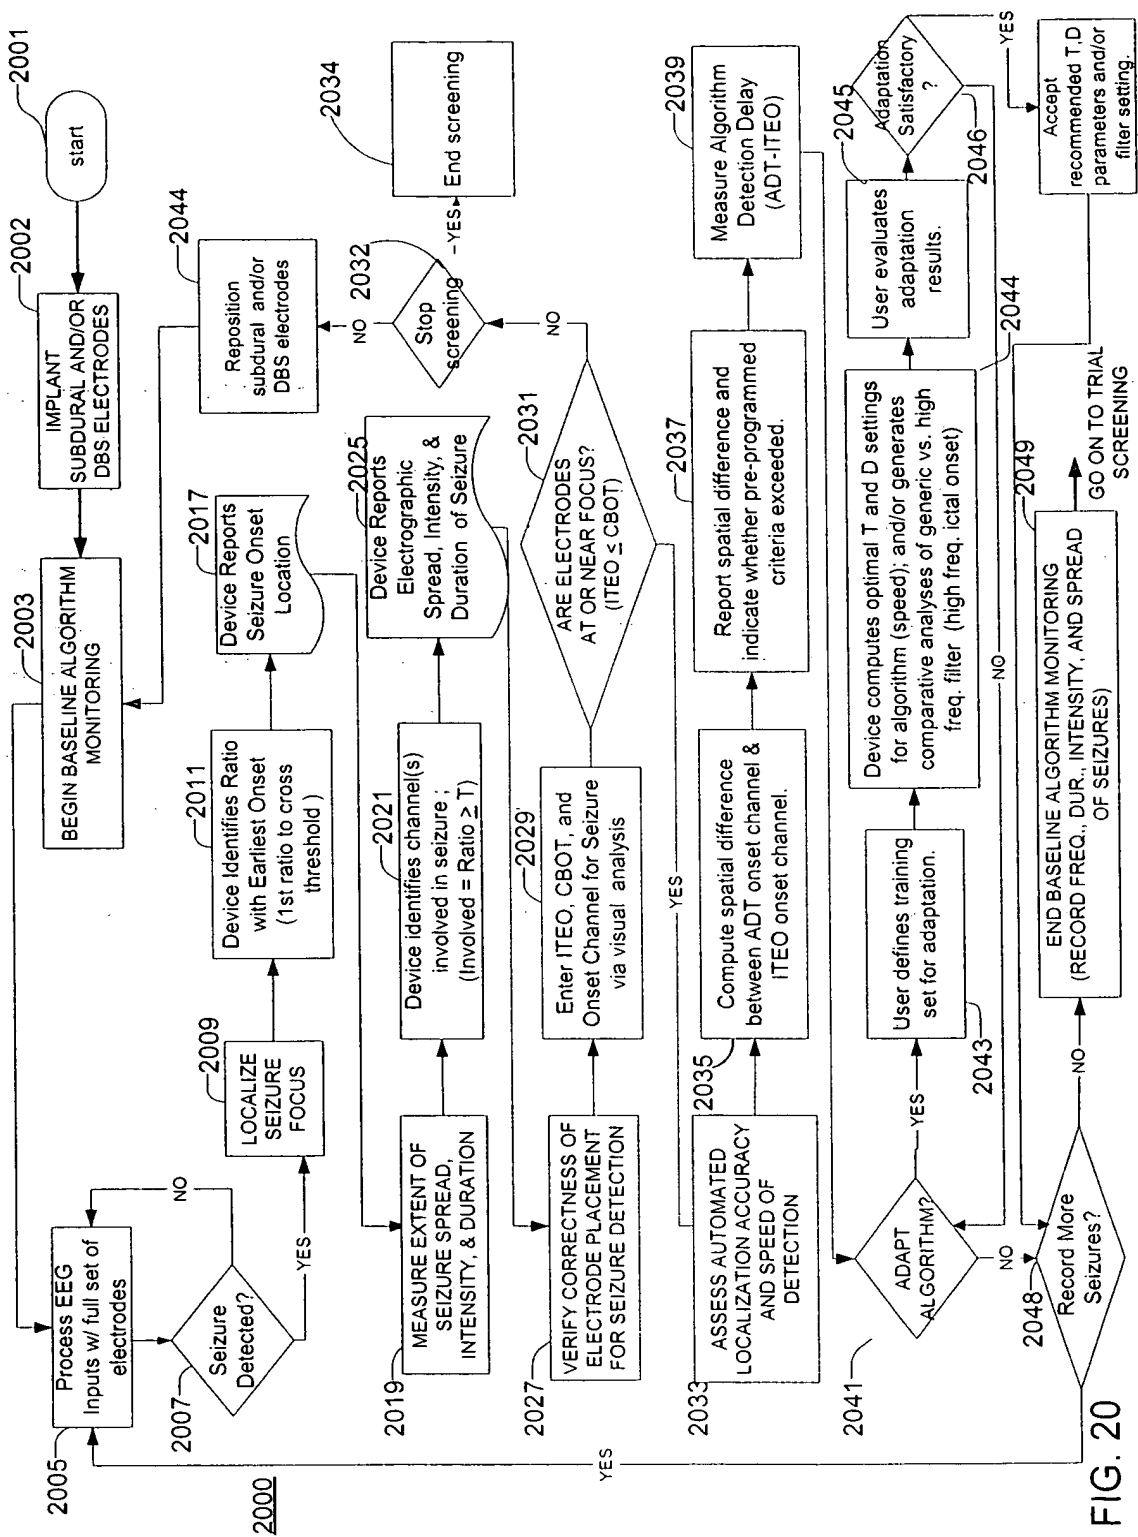 2001
start
2002
IMPLANT
SUBDURAL AND/OR
DBS ELECTRODES
2003
BEGIN BASELINE ALGORITHM
MONITORING
2005
Process EEG
Inputs w/ full set of
electrodes
2007
Seizure
Detected?
NO
YES
2009
LOCALIZE
SEIZURE
FOCUS
2011
Device Identifies Ratio
with Earliest Onset
(1st ratio to cross
threshold )
2017
Device Reports
Seizure Onset
Location
2044
Reposition
subdural and/or
DBS electrodes
2019
MEASURE EXTENT OF
SEIZURE SPREAD,
INTENSITY, & DURATION
2021
Device identifies channel(s)
involved in seizure ;
(Involved = Ratio ≥ T)
2025
Device Reports
Electrographic
Spread, Intensity, &
Duration of Seizure
NO
2032
Stop
screening
YES
2034
End screening
2027
VERIFY CORRECTNESS OF
ELECTRODE PLACEMENT
FOR SEIZURE DETECTION
2029
Enter ITEO, CBOT, and
Onset Channel for Seizure
via visual analysis
2031
ARE ELECTRODES
AT OR NEAR FOCUS?
(ITEO ≤ CBOT)
NO
YES
2033
ASSESS AUTOMATED
LOCALIZATION ACCURACY
AND SPEED OF
DETECTION
2035
Compute spatial difference
between ADT onset channel &
ITEO onset channel.
2037
Report spatial difference and
indicate whether pre-programmed
criteria exceeded.
2039
Measure Algorithm
Detection Delay
(ADT-ITEO)
2041
ADAPT
ALGORITHM?
YES
NO
2043
User defines training
set for adaptation.
2044
Device computes optimal T and D settings
for algorithm (speed); and/or generates
comparative analyses of generic vs. high
freq. filter (high freq. ictal onset)
2045
User evaluates
adaptation
results.
2046
Adaptation
Satisfactory
?
YES
NO
Accept
recommended T,D
parameters and/or
filter setting.
2048
Record More
Seizures?
NO
YES
2049
END BASELINE ALGORITHM MONITORING
(RECORD FREQ., DUR., INTENSITY, AND SPREAD
OF SEIZURES)
GO ON TO TRIAL
SCREENING
2000
FIG. 20